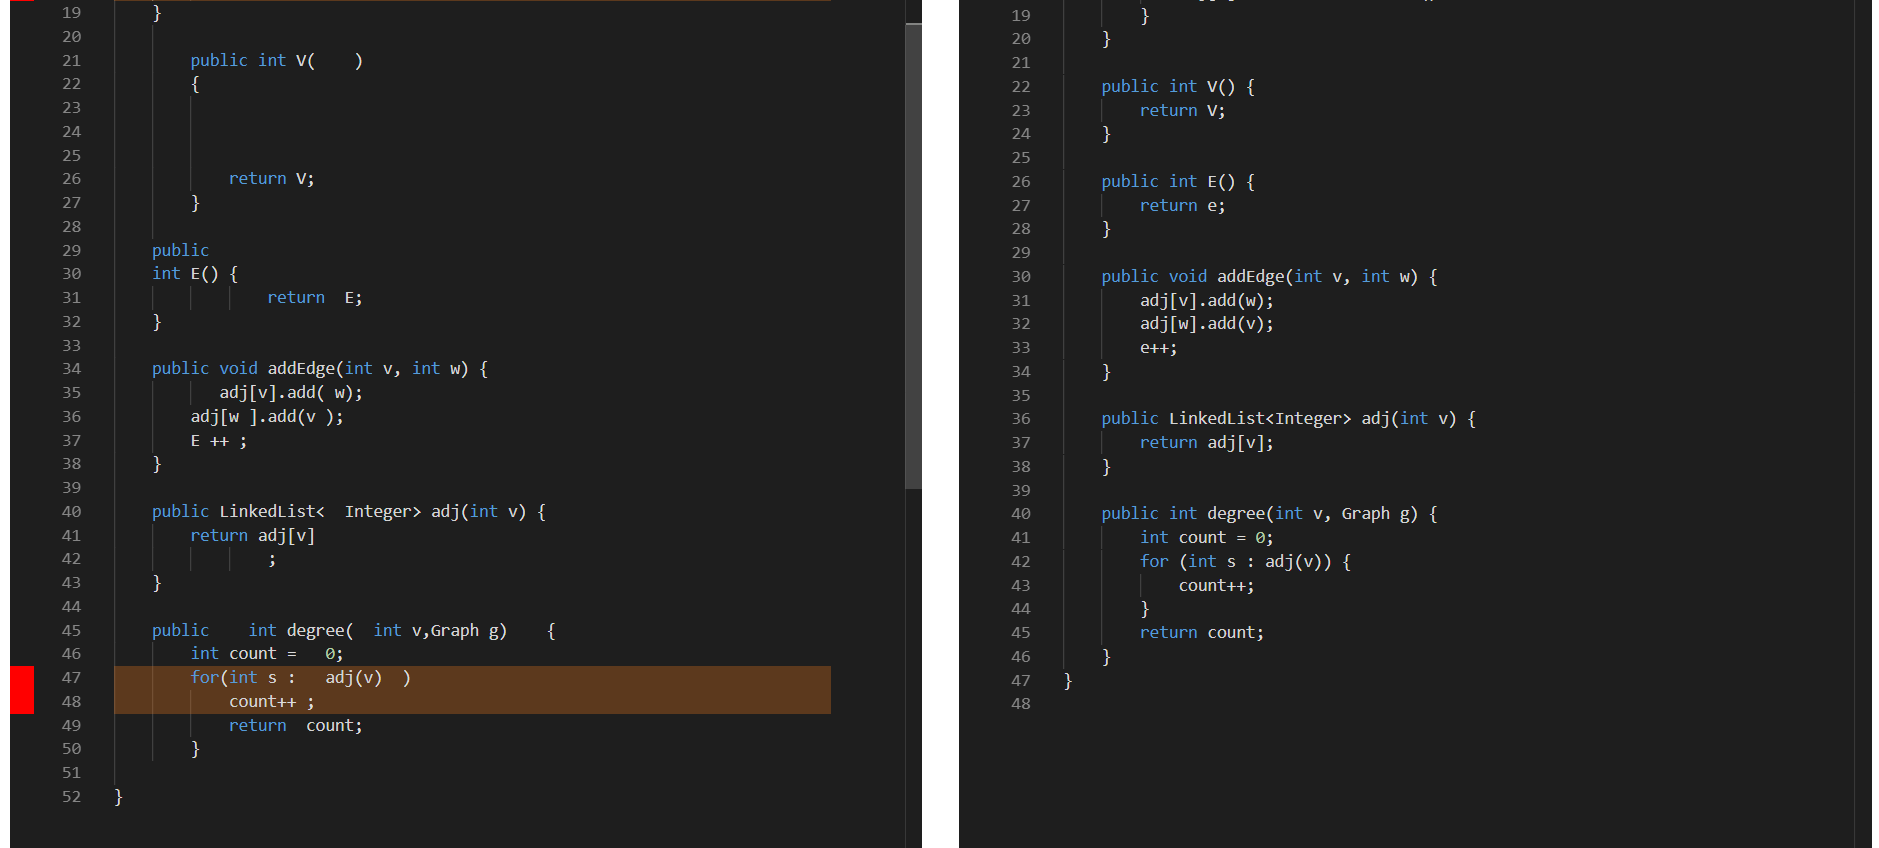 19 }
20
21 public int V(    )
22 {
23
24
25
26 return V;
27 }
28
29 public
30 int E() {
31 return  E;
32 }
33
34 public void addEdge(int v, int w) {
35 adj[v].add( w);
36 adj[w ].add(v );
37 E ++ ;
38 }
39
40 public LinkedList<  Integer> adj(int v) {
41 return adj[v]
42 ;
43 }
44
45 public    int degree(  int v,Graph g)    {
46 int count =   0;
47 for(int s :   adj(v)  )
48 count++ ;
49 return  count;
50 }
51
52 }
19 }
20 }
21
22 public int V() {
23 return V;
24 }
25
26 public int E() {
27 return e;
28 }
29
30 public void addEdge(int v, int w) {
31 adj[v].add(w);
32 adj[w].add(v);
33 e++;
34 }
35
36 public LinkedList<Integer> adj(int v) {
37 return adj[v];
38 }
39
40 public int degree(int v, Graph g) {
41 int count = 0;
42 for (int s : adj(v)) {
43 count++;
44 }
45 return count;
46 }
47 }
48